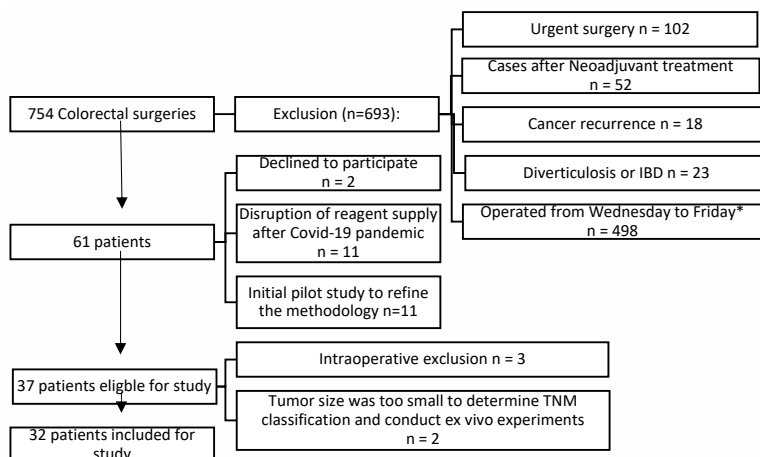 754 Colorectal surgeries
Exclusion (n=693):
Urgent surgery n = 102
Cases after Neoadjuvant treatment
n = 52
Cancer recurrence n = 18
Diverticulosis or IBD n = 23
Operated from Wednesday to Friday*
n = 498
61 patients
Declined to participate
n = 2
Disruption of reagent supply
after Covid-19 pandemic
n = 11
Initial pilot study to refine
the methodology n=11
37 patients eligble for study
Intraoperative exclusion n = 3
Tumor size was too small to determine TNM
classification and conduct ex vivo experiments
n = 2
32 patients included for
study